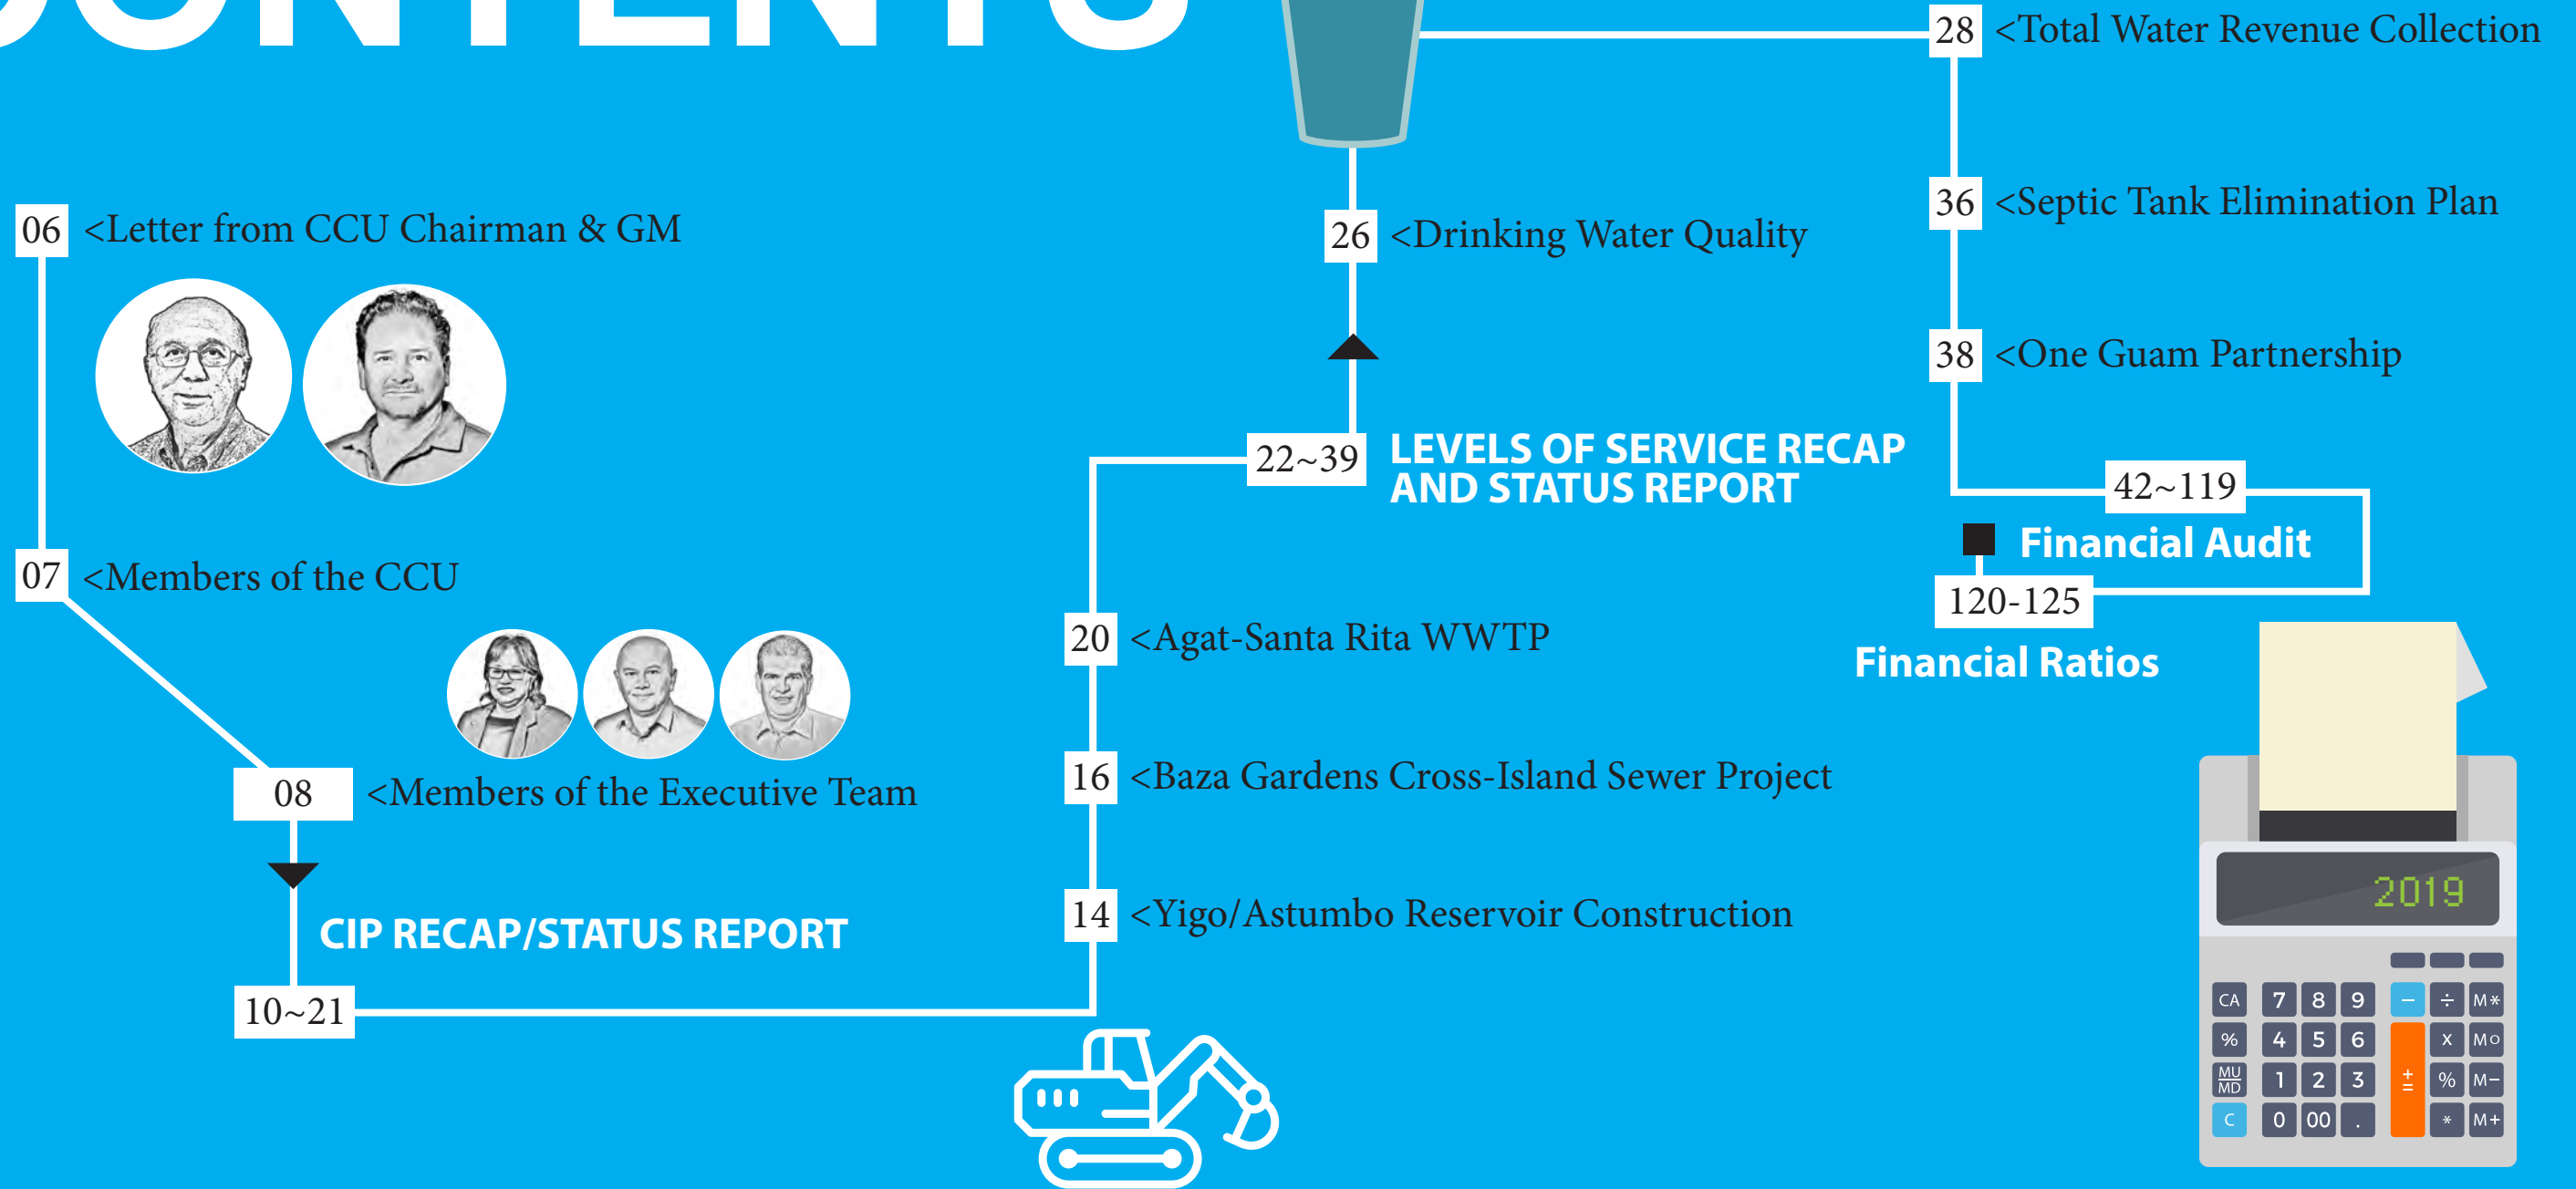 CONTENTS
06 <Letter from CCU Chairman & GM
07 <Members of the CCU
08 <Members of the Executive Team
CIP RECAP/STATUS REPORT
10~21
14 <Yigo/Astumbo Reservoir Construction
16 <Baza Gardens Cross-Island Sewer Project
20 <Agat-Santa Rita WWTP
22~39 LEVELS OF SERVICE RECAP
AND STATUS REPORT
26 <Drinking Water Quality
28 <Total Water Revenue Collection
36 <Septic Tank Elimination Plan
38 <One Guam Partnership
42~119
Financial Audit
120-125
Financial Ratios
2019
CA 7 8 9 − ÷ M*
% 4 5 6 x M○
MU
MD 1 2 3 + = % M−
C 0 00 . * M+